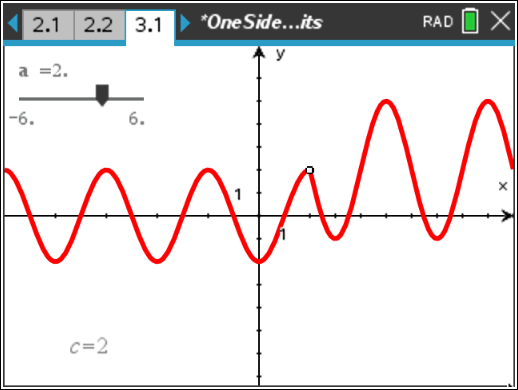 2.1 2.2 3.1 *OneSide...its RAD
y
a =2.
-6. 6.
x
1
1
c=2